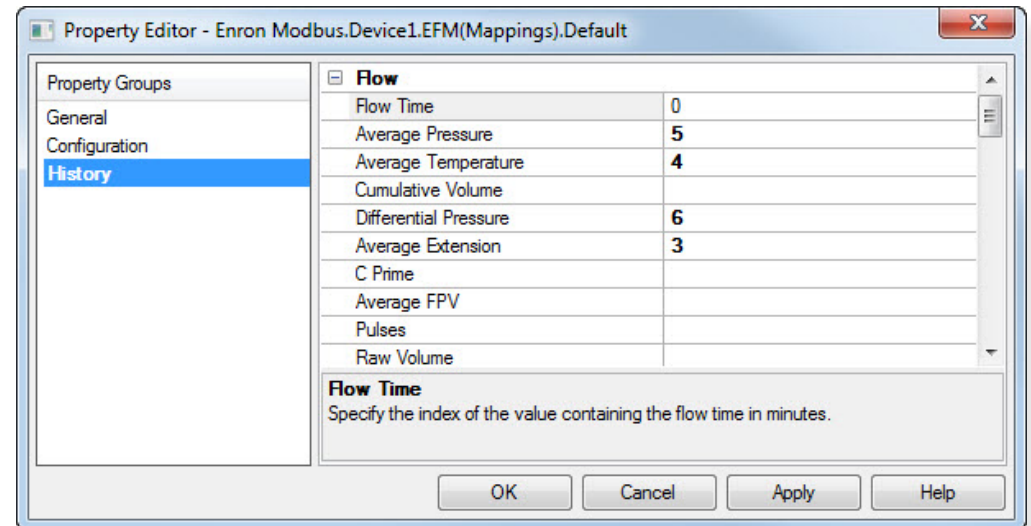 Property Editor - Enron Modbus.Device1.EFM(Mappings).Default
Property Groups
General
Configuration
History
Flow
Flow Time 0
Average Pressure 5
Average Temperature 4
Cumulative Volume
Differential Pressure 6
Average Extension 3
C Prime
Average FPV
Pulses
Raw Volume
Flow Time
Specify the index of the value containing the flow time in minutes.
OK Cancel Apply Help